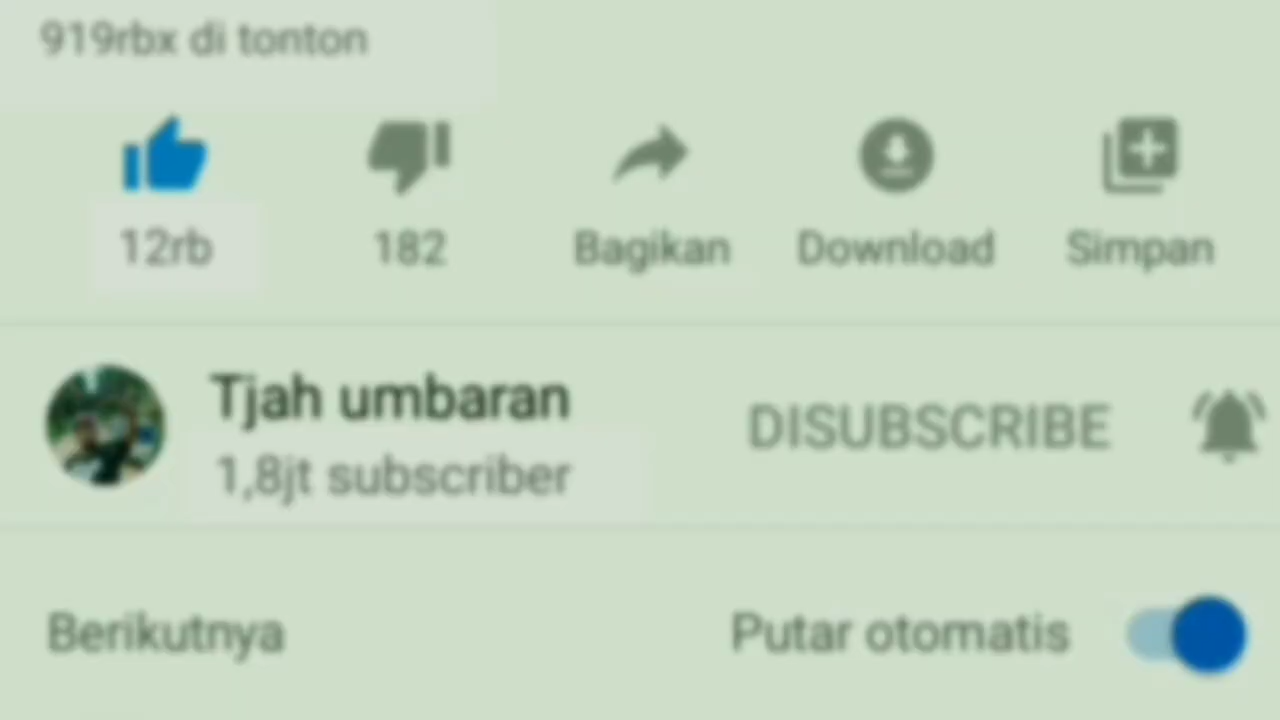 919rbx di tonton
12rb 182 Bagikan Download Simpan
Tjah umbaran DISUBSCRIBE
1,8jt subscriber
Berikutnya Putar otomatis